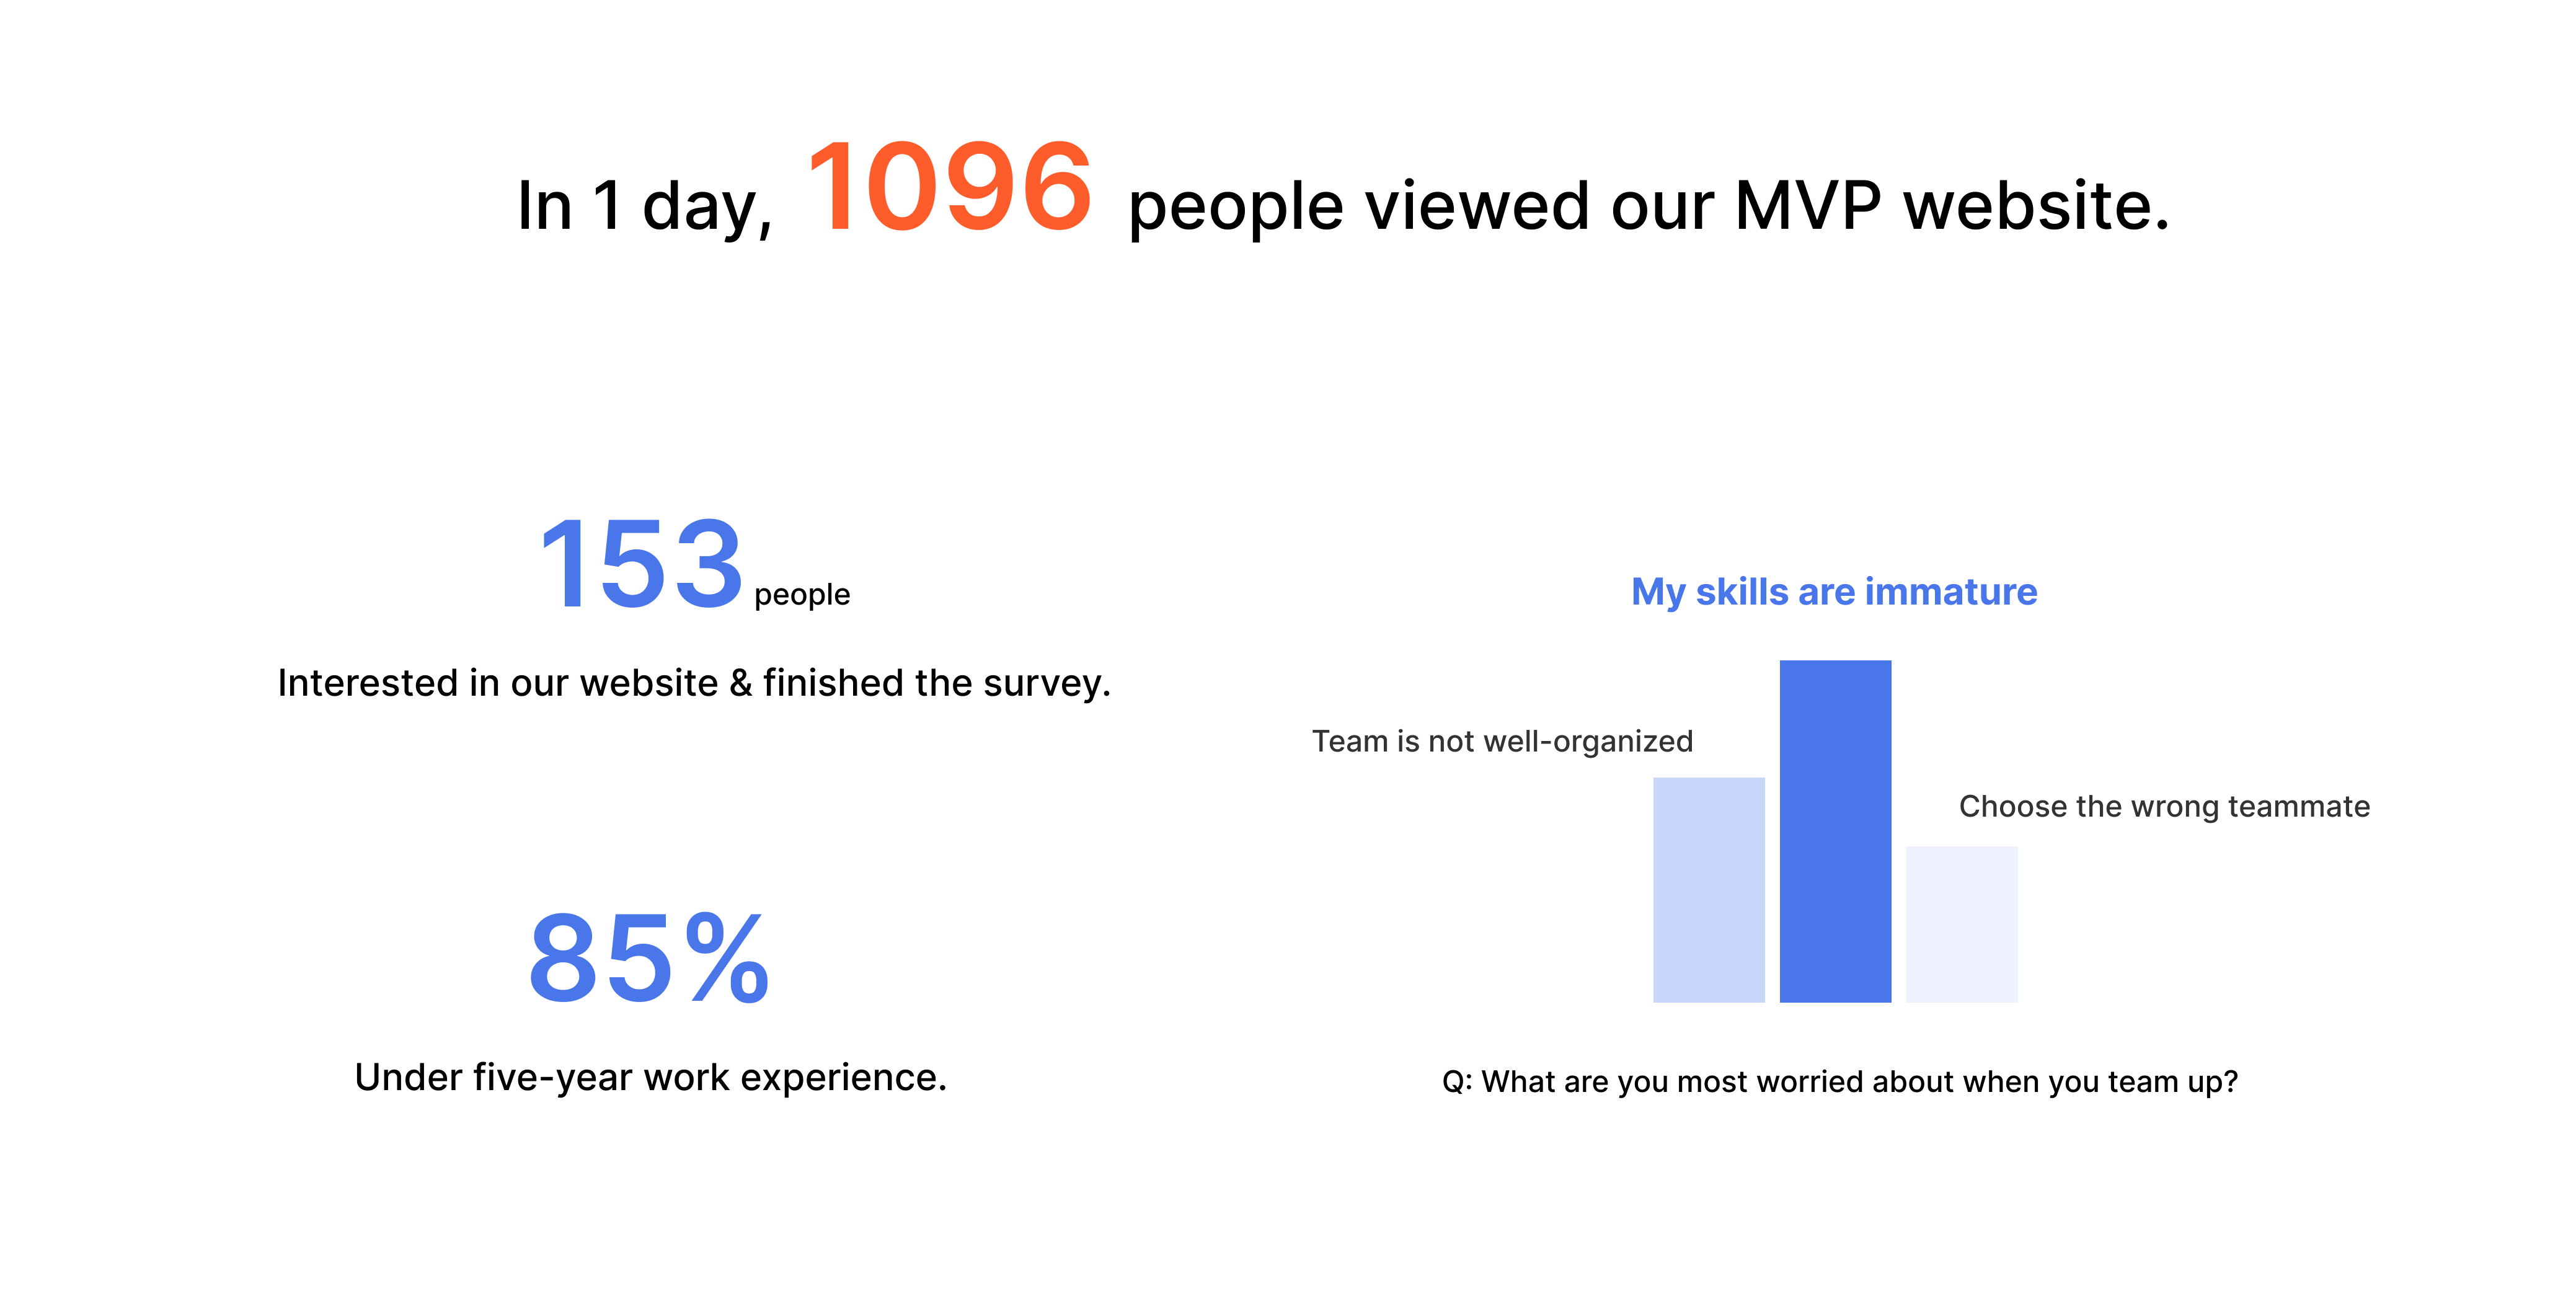 In 1 day, 1096 people viewed our MVP website.
153 people
Interested in our website & finished the survey.
85%
Under five-year work experience.
My skills are immature
Team is not well-organized
Choose the wrong teammate
Q: What are you most worried about when you team up?